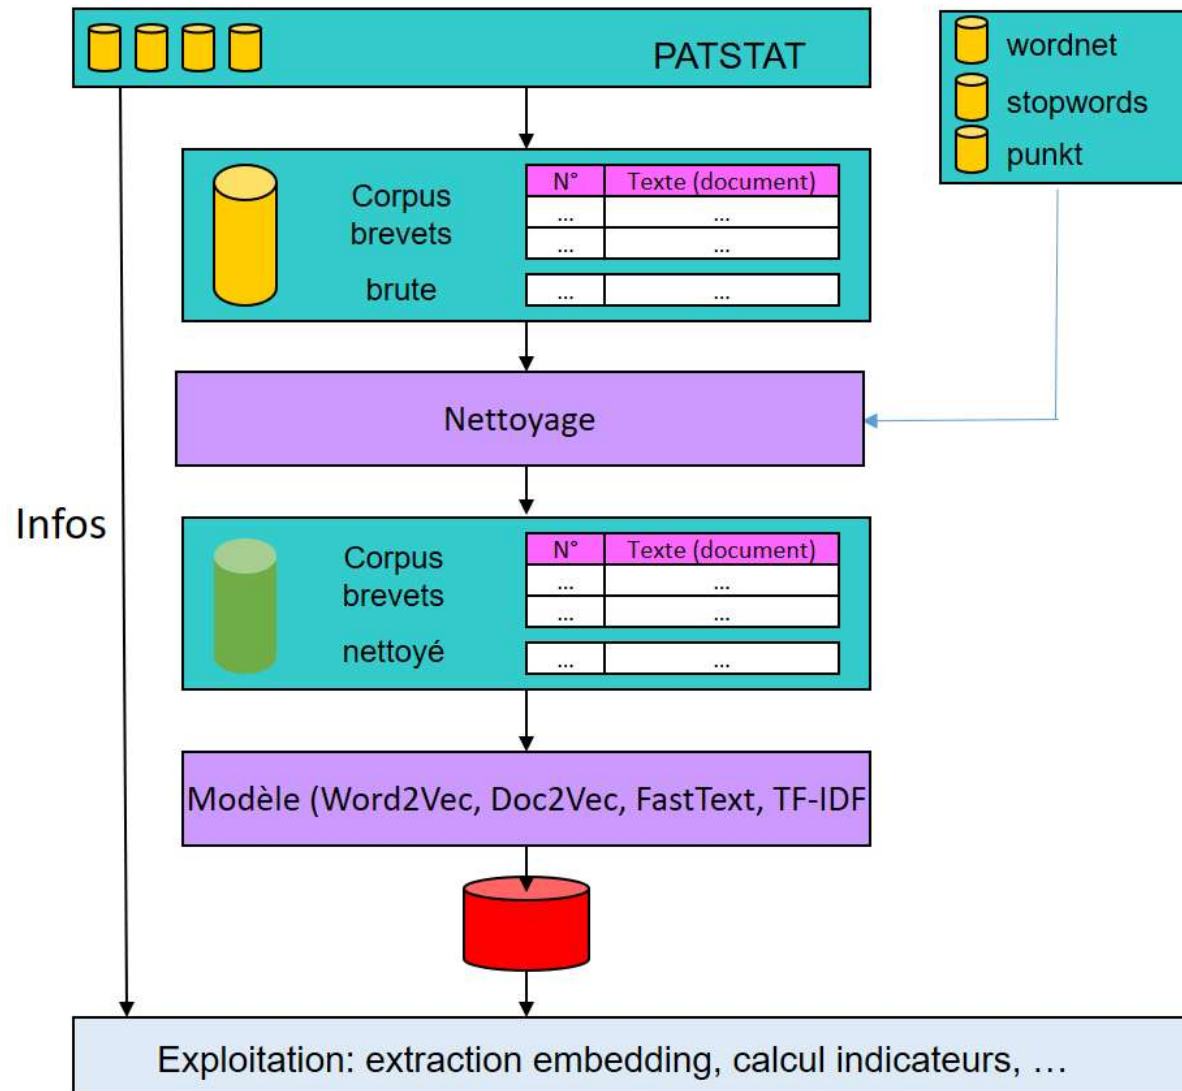 PATSTAT
wordnet
stopwords
punkt
Corpus
brevets
brute
N° Texte (document)
... ...
... ...
... ...
Nettoyage
Infos
Corpus
brevets
nettoyé
N° Texte (document)
... ...
... ...
... ...
Modèle (Word2Vec, Doc2Vec, FastText, TF-IDF
Exploitation: extraction embedding, calcul indicateurs, ...